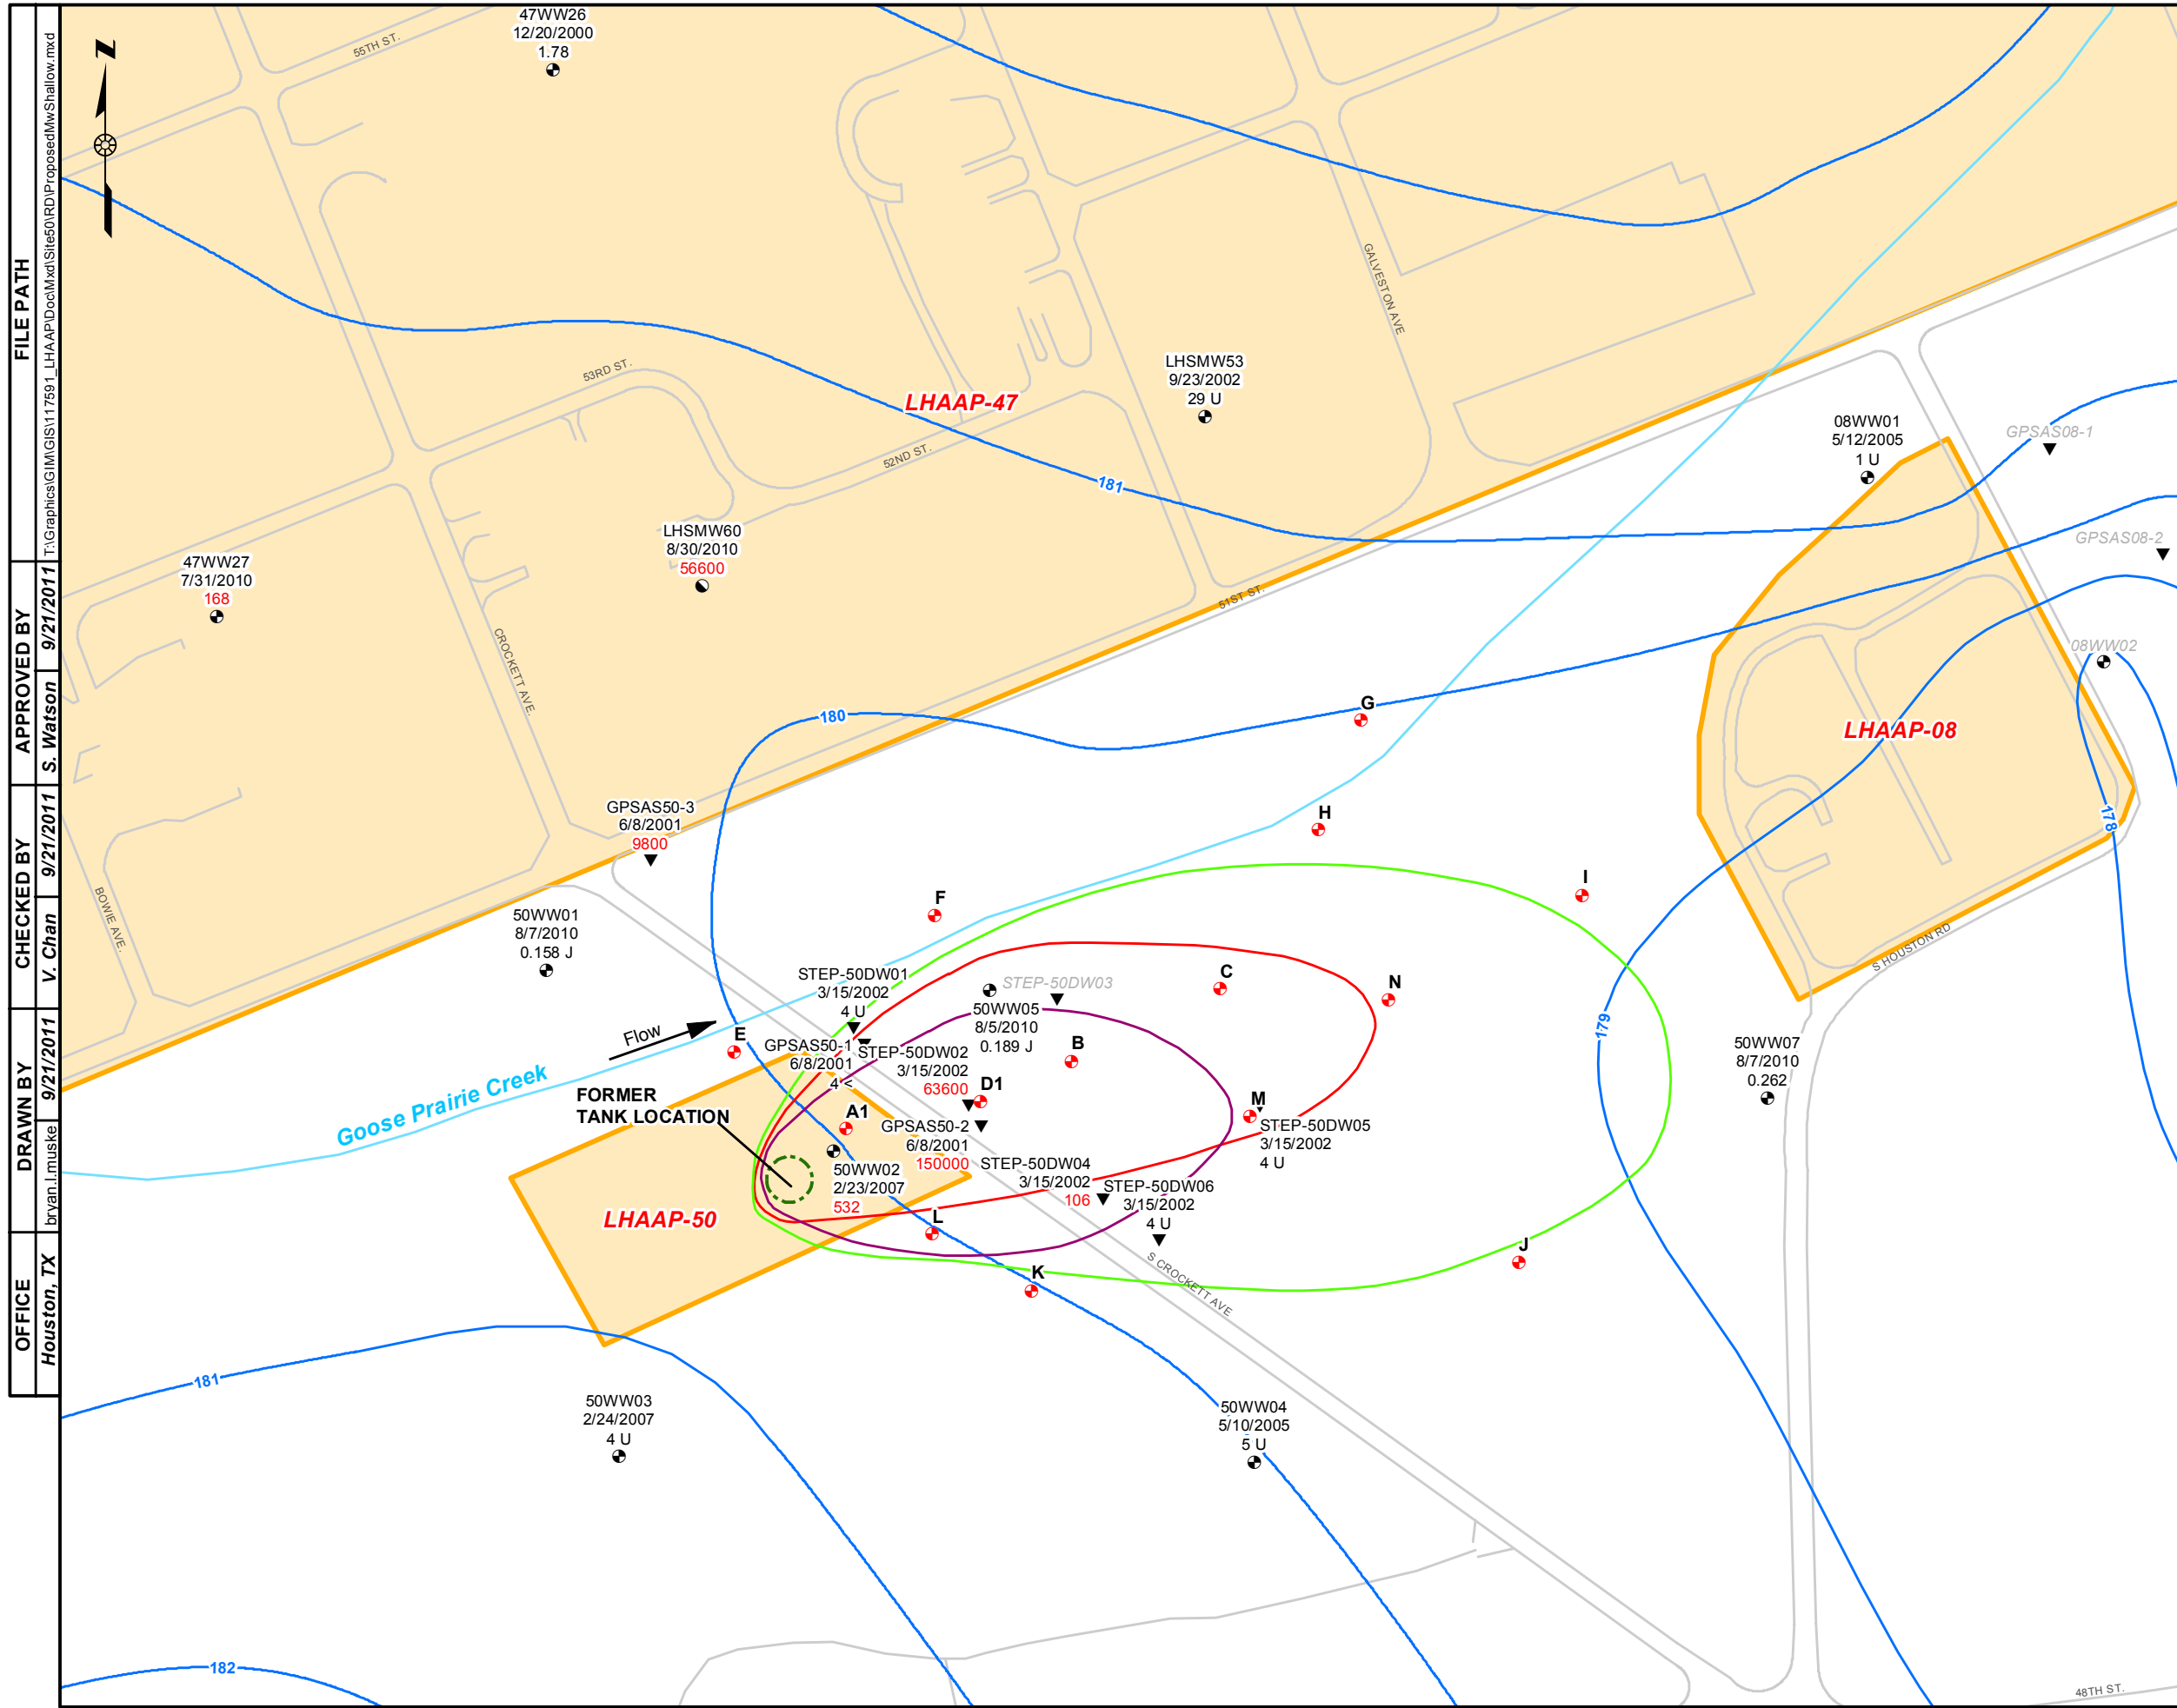 FILE PATH
T:\Graphics\GIM\GIS\117591_LHAAP\Doc\Mxd\Site50\RD\ProposedMwShallow.mxd
APPROVED BY
S. Watson 9/21/2011
CHECKED BY
V. Chan 9/21/2011
DRAWN BY
bryan.l.muske 9/21/2011
OFFICE
Houston, TX
N
55TH ST.
47WW26
12/20/2000
1.78
GALVESTON AVE
53RD ST.
LHAAP-47
LHSMW53
9/23/2002
29 U
52ND ST.
181
08WW01
5/12/2005
1 U
GPSAS08-1
GPSAS08-2
LHSMW60
8/30/2010
56600
47WW27
7/31/2010
168
51ST ST.
CROCKETT AVE.
08WW02
180
G
LHAAP-08
178
GPSAS50-3
6/8/2001
9800
H
BOWIE AVE.
F
I
50WW01
8/7/2010
0.158 J
S HOUSTON RD
STEP-50DW01
3/15/2002
4 U
STEP-50DW03
C
N
50WW05
8/5/2010
0.189 J
Flow
E
GPSAS50-1
6/8/2001
4 <
STEP-50DW02
3/15/2002
63600
B
179
50WW07
8/7/2010
0.262
Goose Prairie Creek
FORMER
TANK LOCATION
D1
A1
M
GPSAS50-2
6/8/2001
150000
STEP-50DW05
3/15/2002
4 U
50WW02
2/23/2007
532
STEP-50DW04
3/15/2002
106
STEP-50DW06
3/15/2002
4 U
LHAAP-50
L
J
K
S CROCKETT AVE
181
50WW03
2/24/2007
4 U
50WW04
5/10/2005
5 U
182
48TH ST.